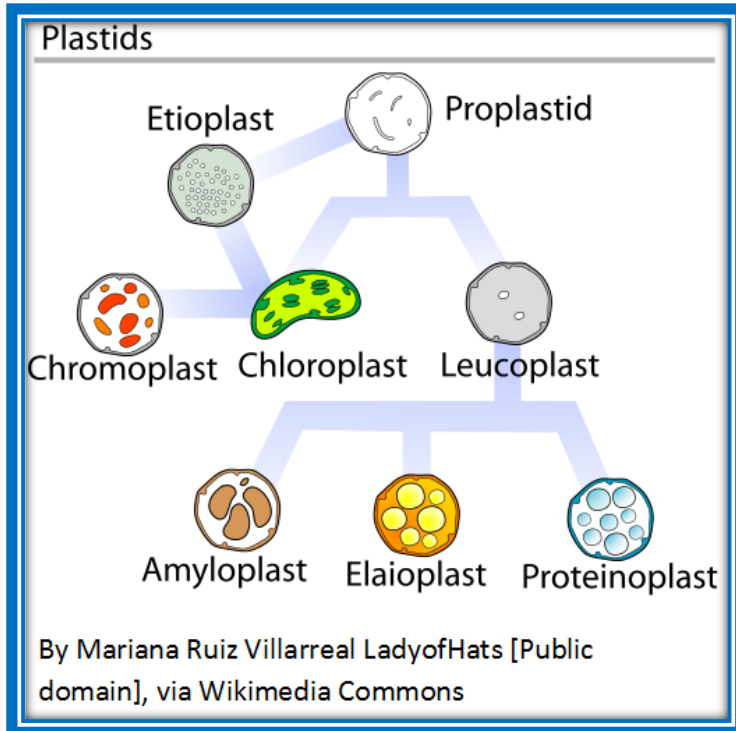 Plastids
Proplastid
Etioplast
Chromoplast
Chloroplast
Leucoplast
Amyloplast
Elaioplast
Proteinoplast
By Mariana Ruiz Villarreal LadyofHats [Public
domain], via Wikimedia Commons